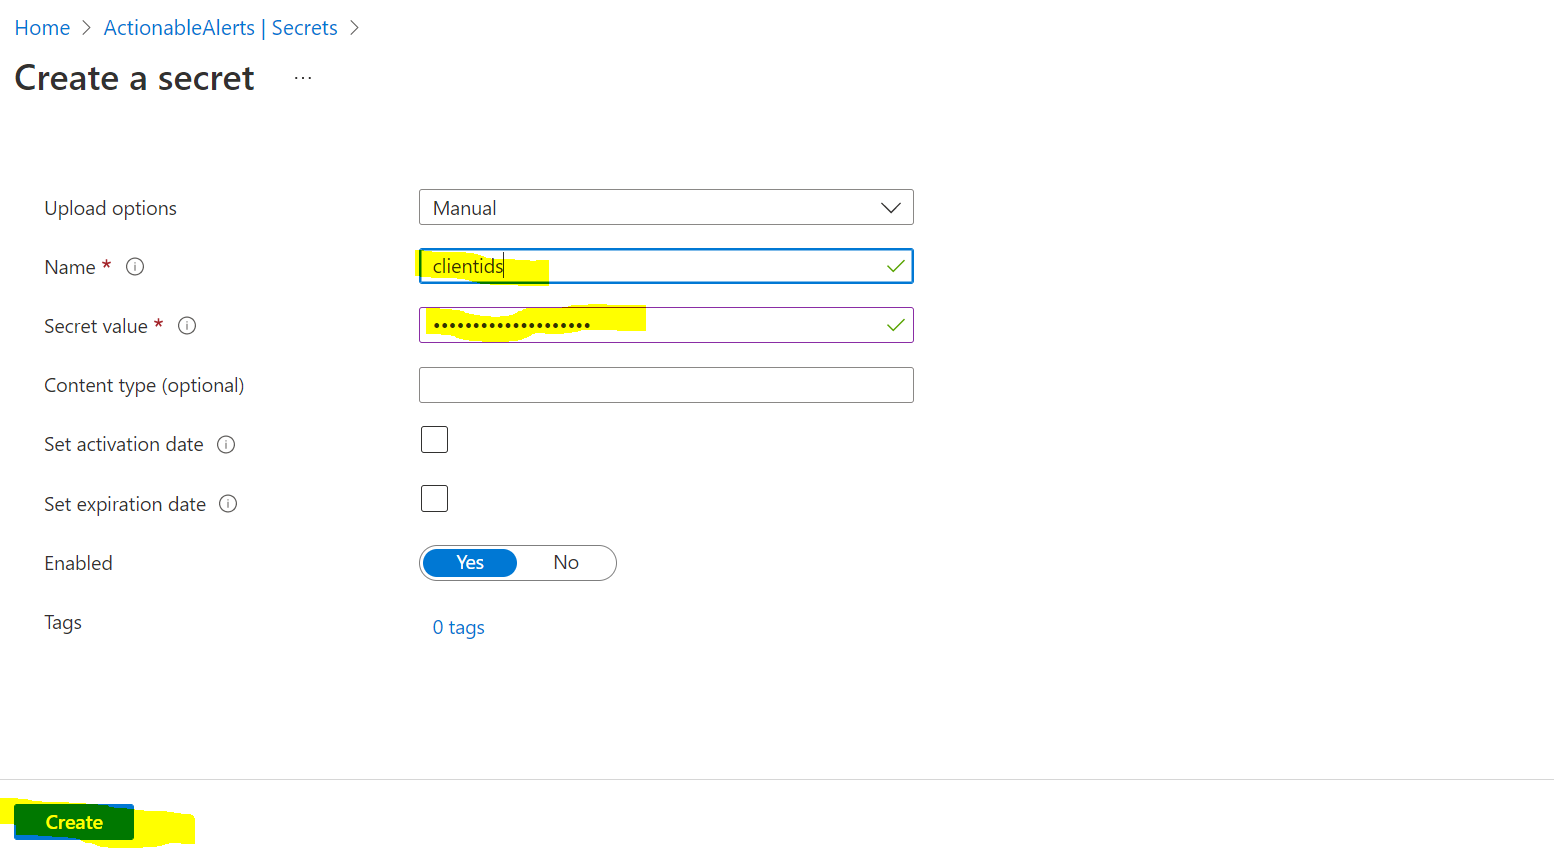 Home > ActionableAlerts | Secrets >
Create a secret ...
Upload options Manual
Name * clientids
Secret value * ••••••••••••••••••••
Content type (optional)
Set activation date
Set expiration date
Enabled Yes No
Tags 0 tags
Create